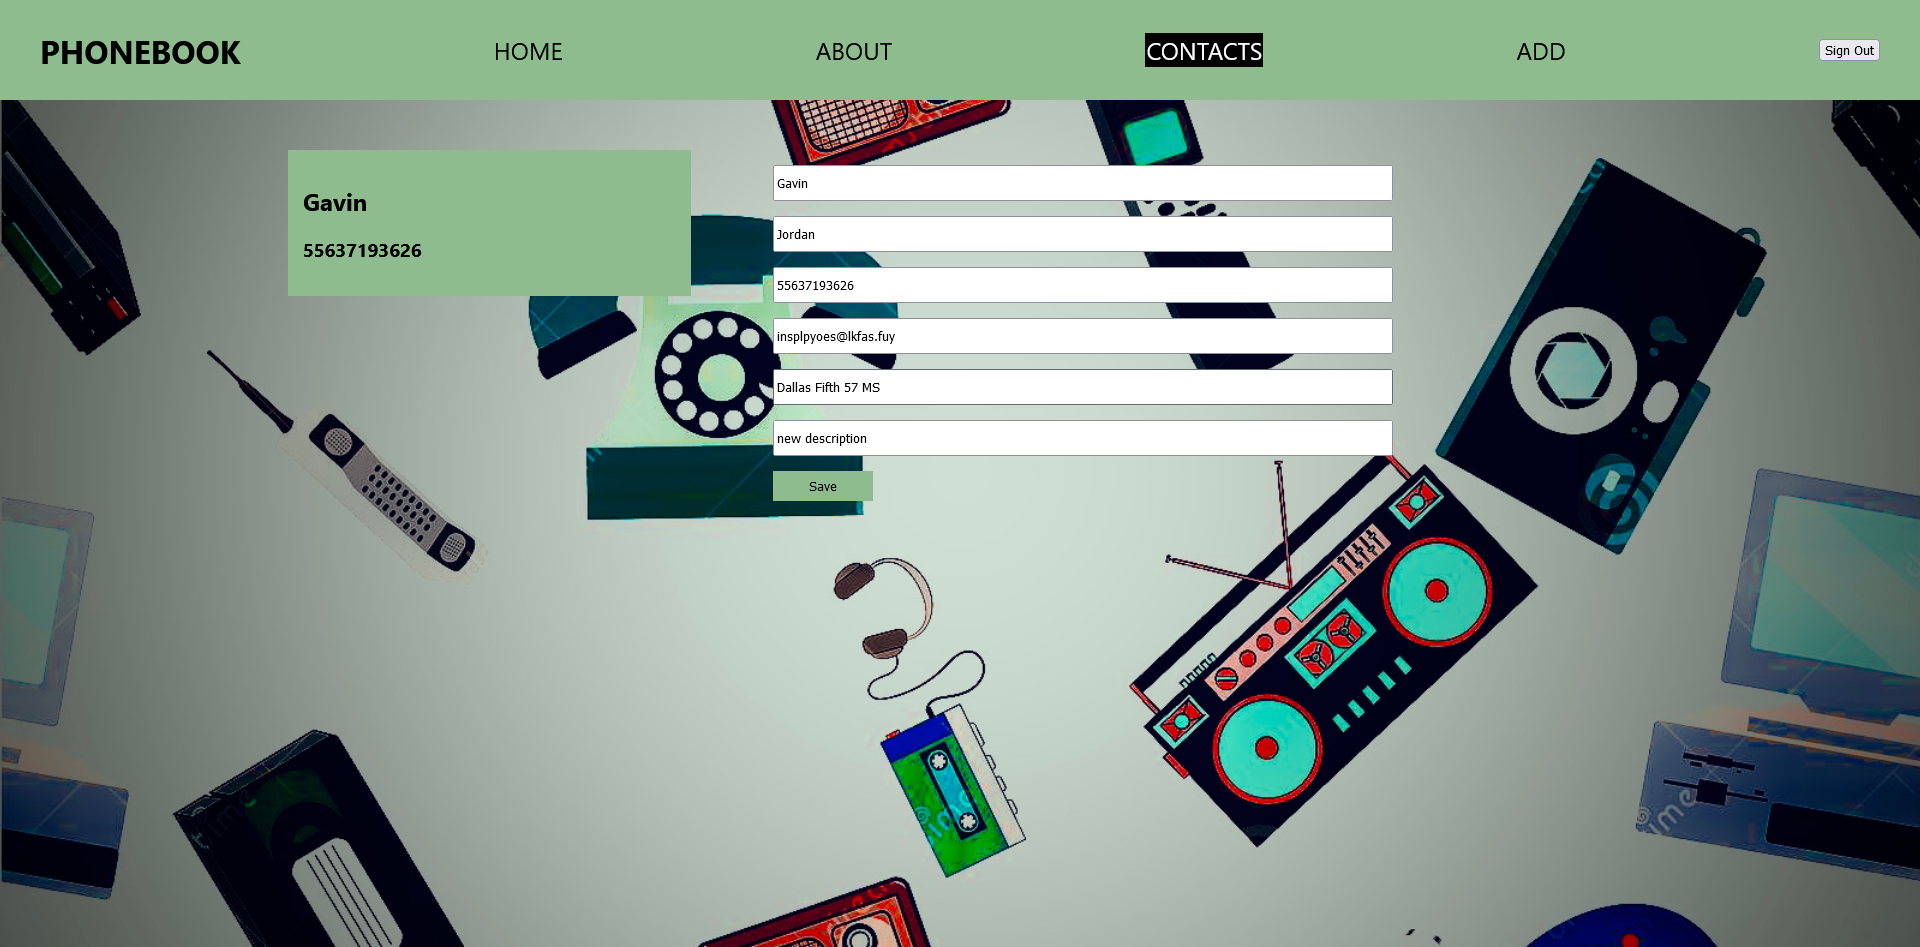 PHONEBOOK
HOME
ABOUT
CONTACTS
ADD
Sign Out
Gavin
55637193626
Gavin
Jordan
55637193626
insplpyoes@lkfas.fuy
Dallas Fifth 57 MS
new description
Save